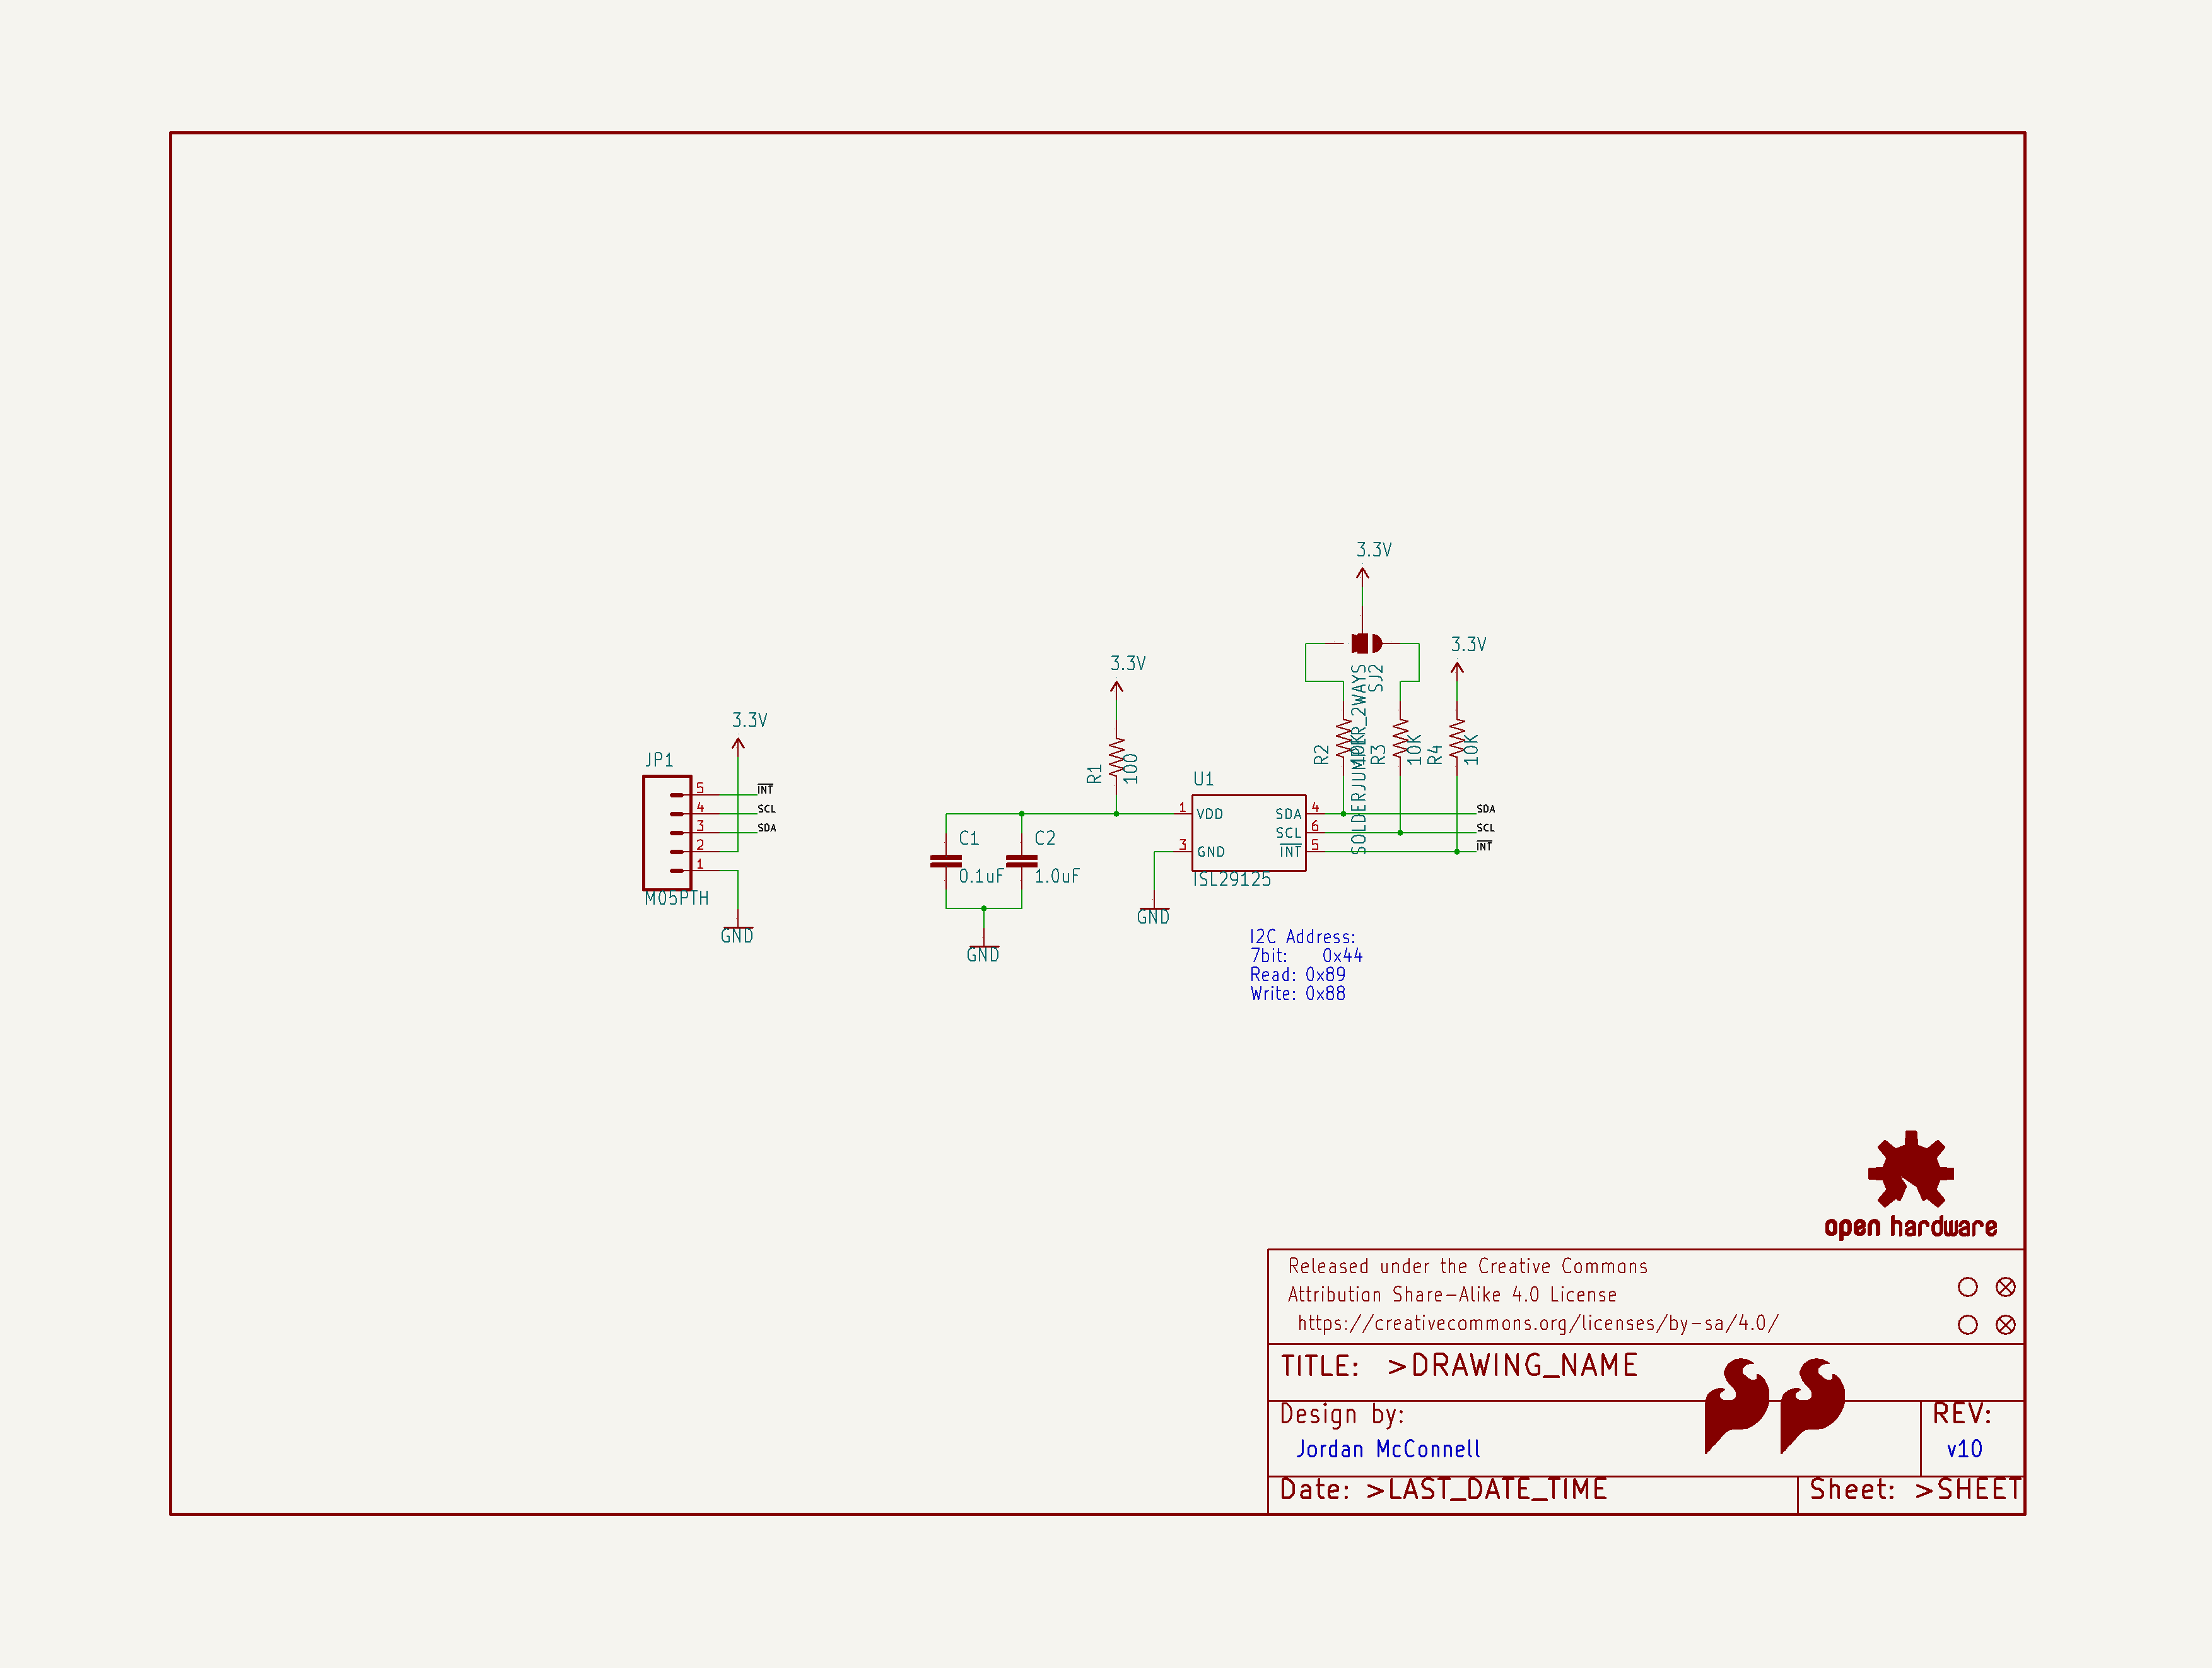 3.3V
3.3V
3.3V
3.3V
SJ2
SOLDERJUMPER_2WAYS
R2
R3
10K
R4
10K
R1
100
JP1
5
4
3
2
1
INT
SCL
SDA
M05PTH
GND
C1
0.1uF
C2
1.0uF
GND
U1
1 VDD
3 GND
SDA 4
SCL 6
INT 5
ISL29125
SDA
SCL
INT
GND
I2C Address:
7bit: 0x44
Read: 0x89
Write: 0x88
open hardware
Released under the Creative Commons
Attribution Share-Alike 4.0 License
https://creativecommons.org/licenses/by-sa/4.0/
TITLE: >DRAWING_NAME
Design by:
Jordan McConnell
REV:
v10
Date: >LAST_DATE_TIME
Sheet: >SHEET